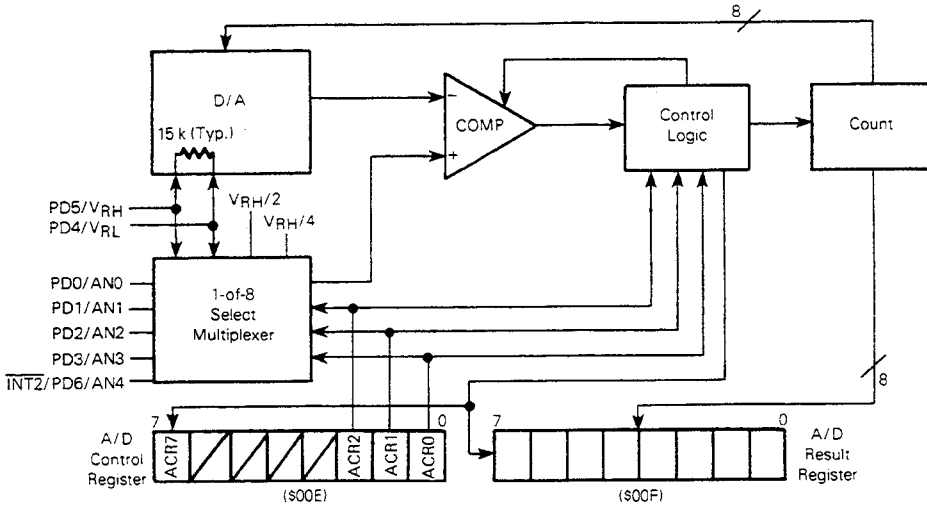 8
D/A
15 k (Typ.)
−
COMP
+
Control
Logic
Count
PD5/VRH
PD4/VRL
VRH/2
VRH/4
PD0/AN0
PD1/AN1
PD2/AN2
PD3/AN3
INT2/PD6/AN4
1-of-8
Select
Multiplexer
8
A/D
Control
Register
7
0
ACR7
ACR2
ACR1
ACR0
($00E)
7
0
A/D
Result
Register
($00F)